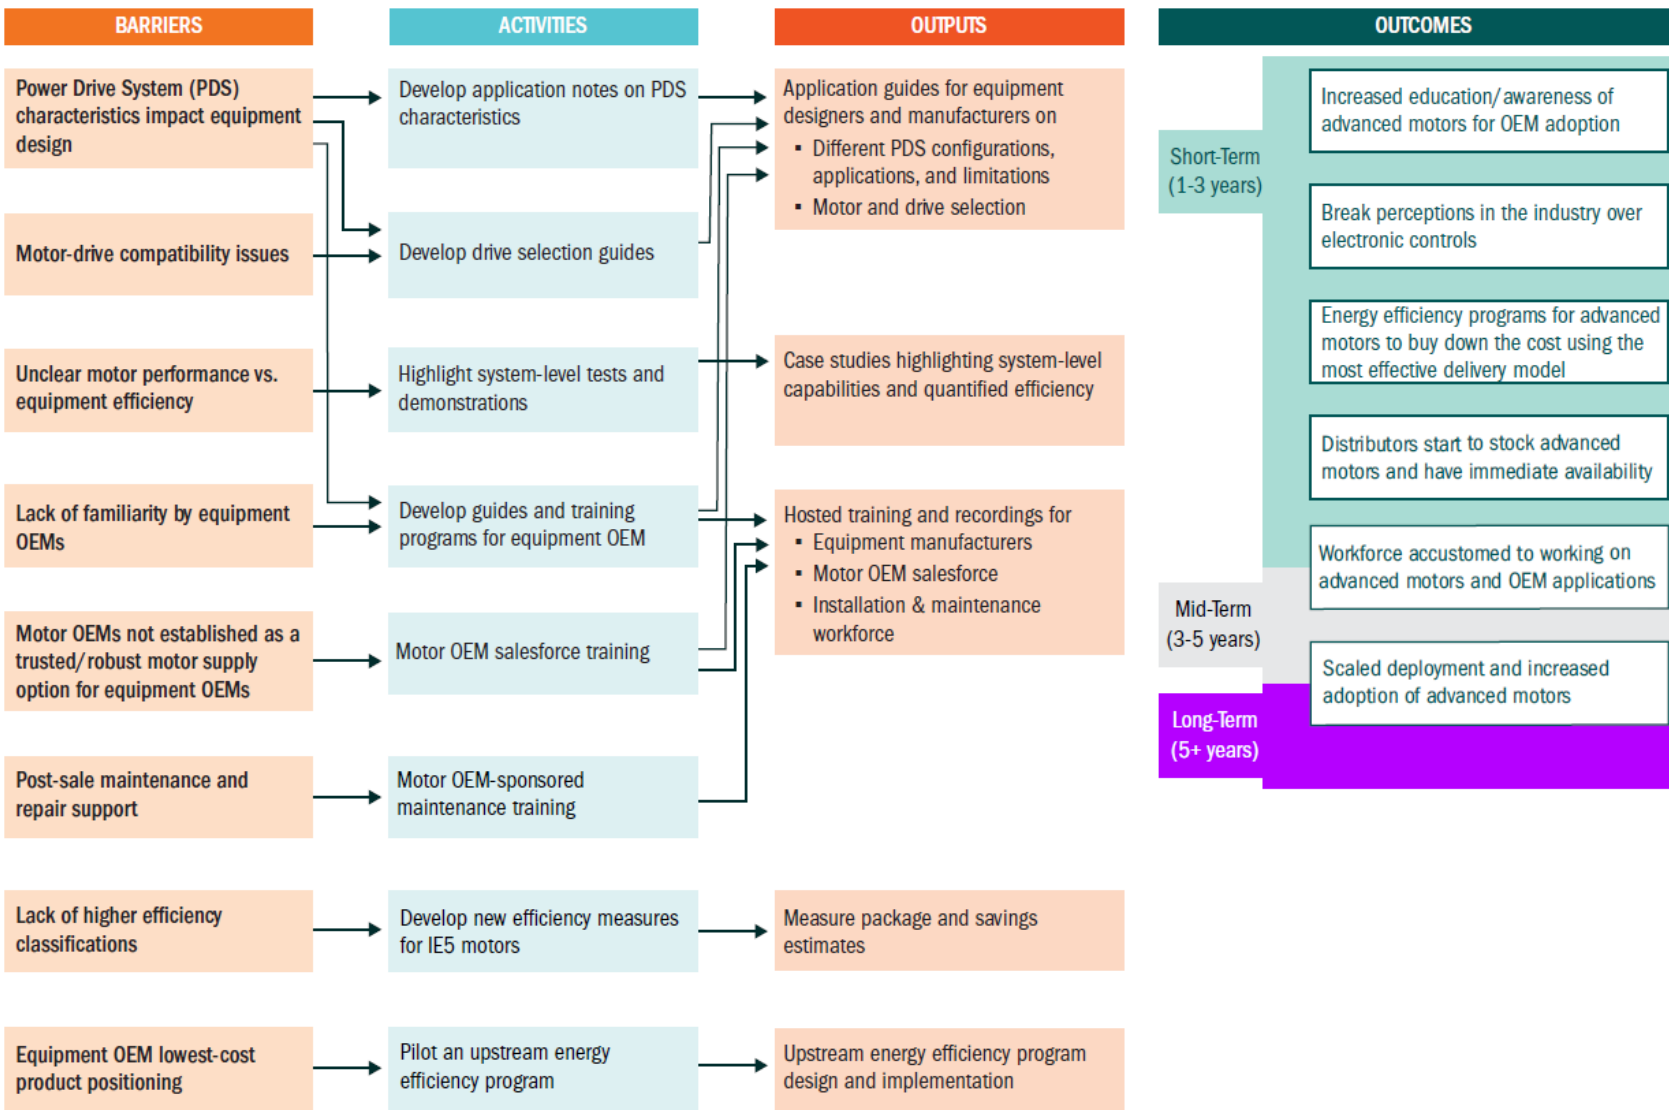 BARRIERS
Power Drive System (PDS)
characteristics impact equipment
design
Motor-drive compatibility issues
Unclear motor performance vs.
equipment efficiency
Lack of familiarity by equipment
OEMs
Motor OEMs not established as a
trusted/robust motor supply
option for equipment OEMs
Post-sale maintenance and
repair support
Lack of higher efficiency
classifications
Equipment OEM lowest-cost
product positioning
ACTIVITIES
Develop application notes on PDS
characteristics
Develop drive selection guides
Highlight system-level tests and
demonstrations
Develop guides and training
programs for equipment OEM
Motor OEM salesforce training
Motor OEM-sponsored
maintenance training
Develop new efficiency measures
for IE5 motors
Pilot an upstream energy
efficiency program
OUTPUTS
Application guides for equipment
designers and manufacturers on
▪ Different PDS configurations,
applications, and limitations
▪ Motor and drive selection
Case studies highlighting system-level
capabilities and quantified efficiency
Hosted training and recordings for
▪ Equipment manufacturers
▪ Motor OEM salesforce
▪ Installation & maintenance
workforce
Measure package and savings
estimates
Upstream energy efficiency program
design and implementation
OUTCOMES
Short-Term
(1-3 years)
Increased education/awareness of
advanced motors for OEM adoption
Break perceptions in the industry over
electronic controls
Energy efficiency programs for advanced
motors to buy down the cost using the
most effective delivery model
Distributors start to stock advanced
motors and have immediate availability
Workforce accustomed to working on
advanced motors and OEM applications
Mid-Term
(3-5 years)
Scaled deployment and increased
adoption of advanced motors
Long-Term
(5+ years)